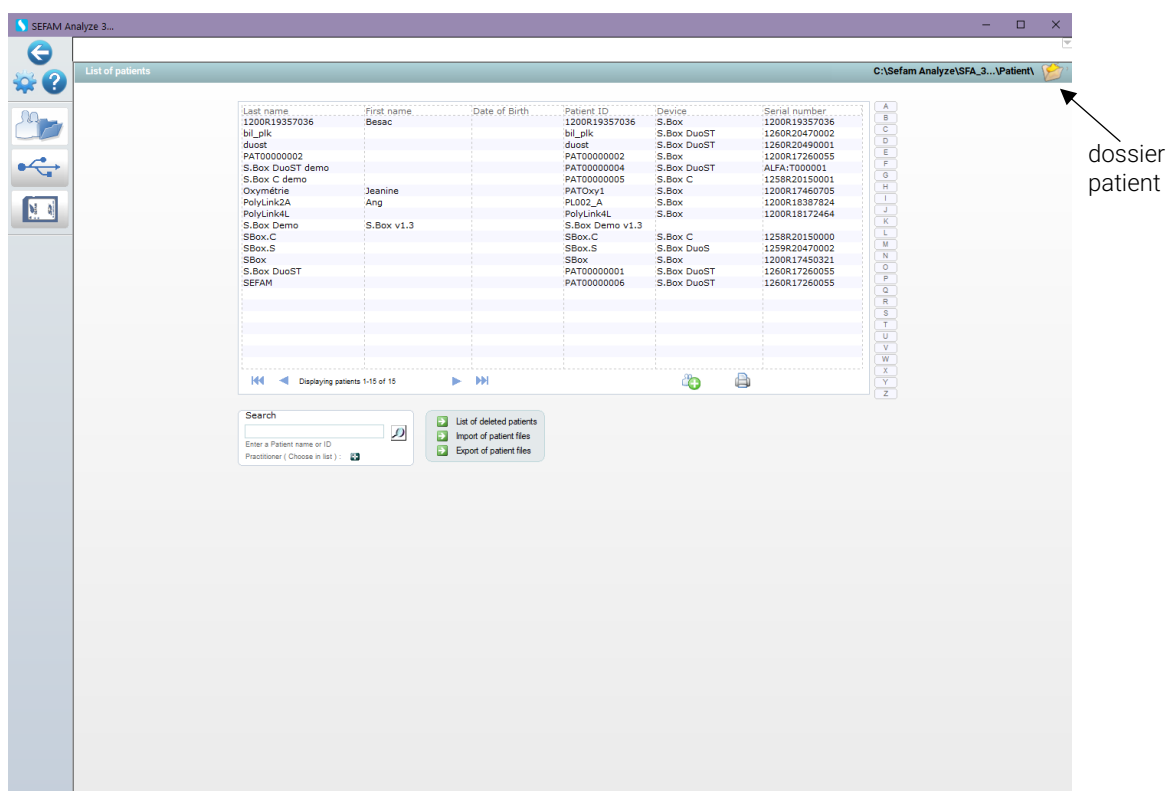 SEFAM Analyze 3...
List of patients C:\Sefam Analyze\SFA_3...\Patient\
dossier
patient
Last name First name Date of Birth Patient ID Device Serial number
1200R19357036 Besac 1200R19357036 S.Box 1200R19357036
bil_plk bil_plk S.Box DuoST 1260R20470002
duost duost S.Box DuoST 1260R20490001
PAT00000002 PAT00000002 S.Box 1200R17260055
S.Box DuoST demo PAT00000004 S.Box DuoST ALFA:T000001
S.Box C demo PAT00000005 S.Box C 1258R20150001
Oxymétrie Jeanine PATOxy1 S.Box 1200R17460705
PolyLink2A Ang PL002_A S.Box 1200R18387824
PolyLink4L PolyLink4L S.Box 1200R18172464
S.Box Demo S.Box v1.3 S.Box Demo v1.3
SBox.C SBox.C S.Box C 1258R20150000
SBox.S SBox.S S.Box DuoS 1259R20470002
SBox SBox S.Box 1200R17450321
S.Box DuoST PAT00000001 S.Box DuoST 1260R17260055
SEFAM PAT00000006 S.Box DuoST 1260R17260055
A
B
C
D
E
F
G
H
I
J
K
L
M
N
O
P
Q
R
S
T
U
V
W
X
Y
Z
Displaying patients 1-15 of 15
Search
Enter a Patient name or ID
Practitioner ( Choose in list ) :
List of deleted patients
Import of patient files
Export of patient files